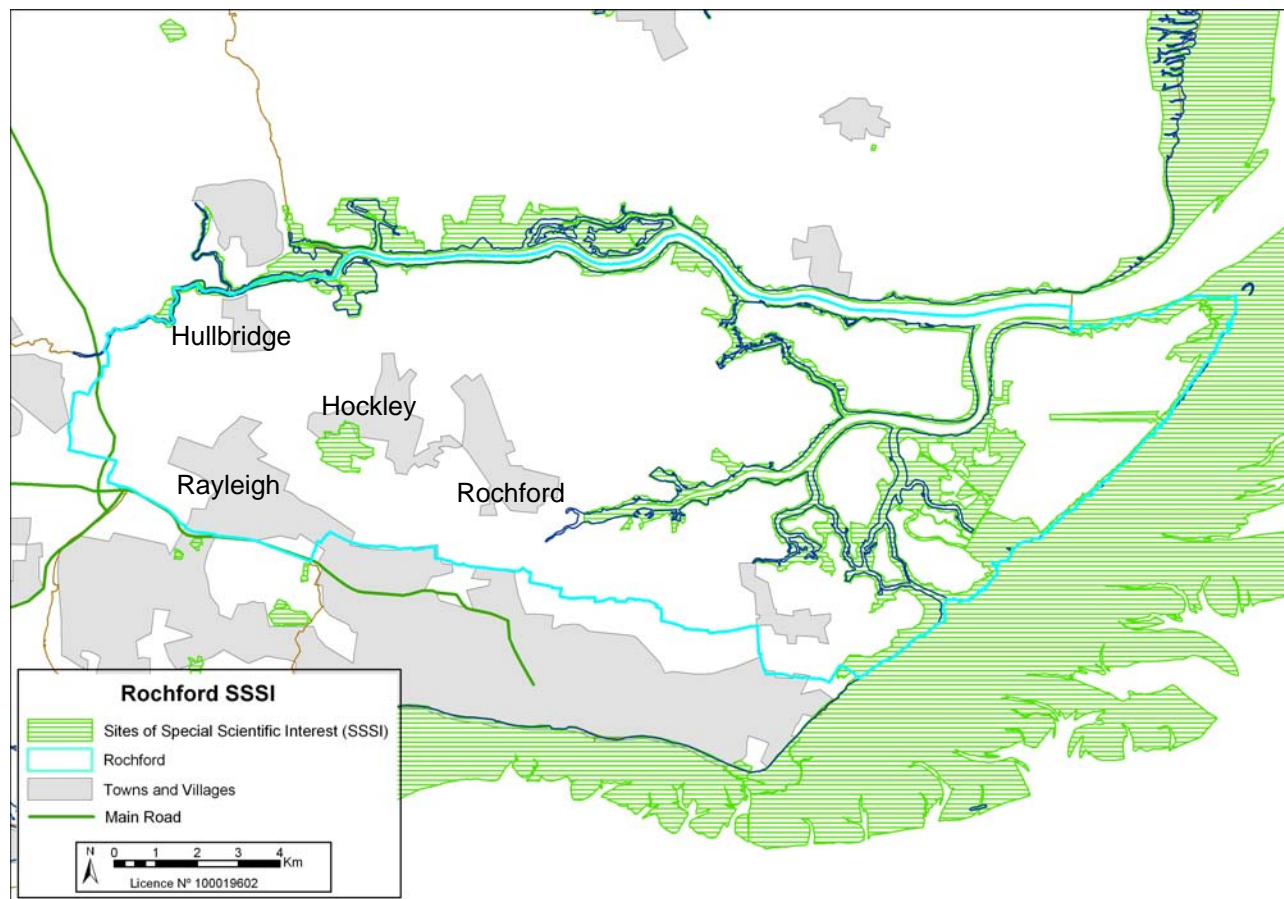 Hullbridge
Hockley
Rayleigh
Rochford
Rochford SSSI
Sites of Special Scientific Interest (SSSI)
Rochford
Towns and Villages
Main Road
N 0 1 2 3 4 Km
Licence Nº 100019602